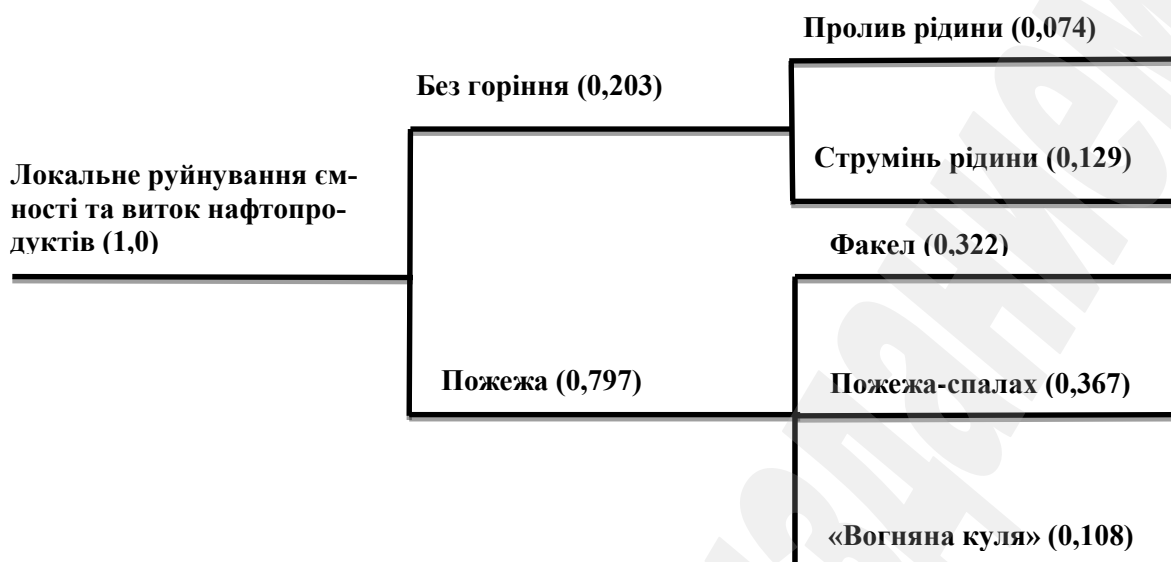 Пролив рідини (0,074)
Без горіння (0,203)
Струмінь рідини (0,129)
Локальне руйнування єм-
ності та виток нафтопро-
дуктів (1,0)
Факел (0,322)
Пожежа (0,797)
Пожежа-спалах (0,367)
«Вогняна куля» (0,108)